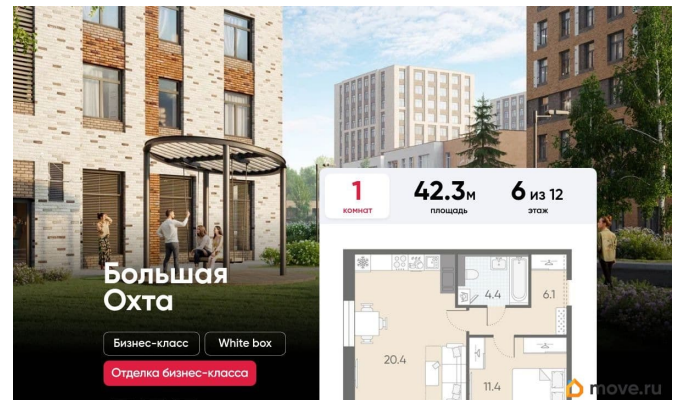 1
комнат
42.3м
площадь
6 из 12
этаж
Большая
Охта
Бизнес-класс
White box
Отделка бизнес-класса
4.4
6.1
20.4
11.4
move.ru